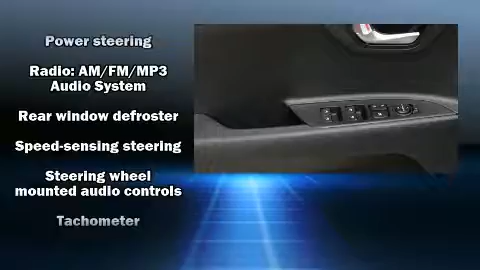 Power steering
Radio: AM/FM/MP3
Audio System
Rear window defroster
Speed-sensing steering
Steering wheel
mounted audio controls
Tachometer